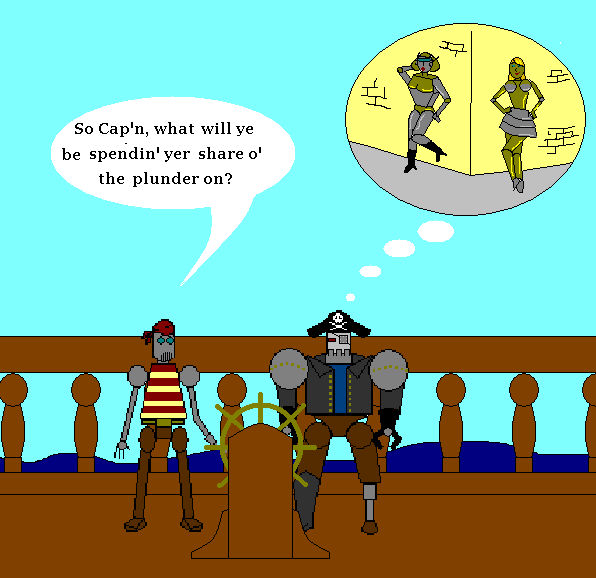 So Cap'n, what will ye
be spendin' yer share o'
the plunder on?